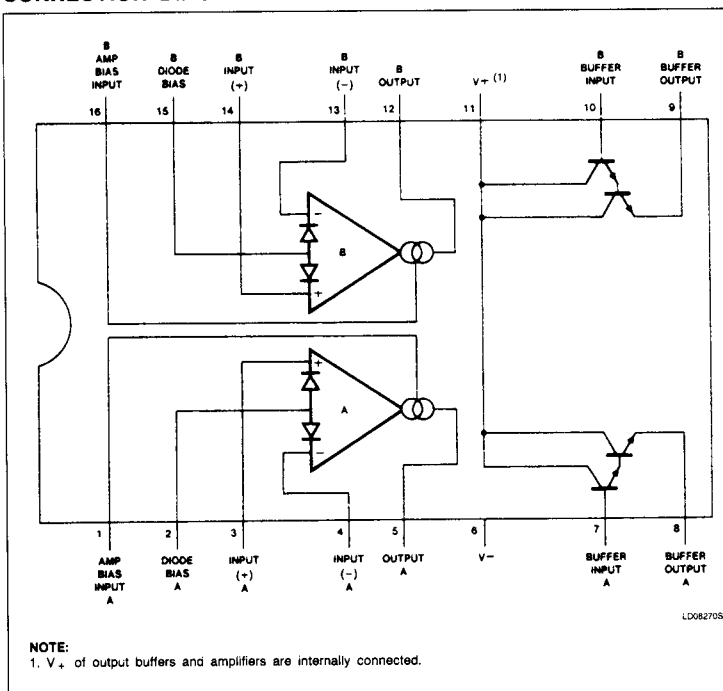 B
AMP
BIAS
INPUT
B
DIODE
BIAS
B
INPUT
(+)
B
INPUT
(−)
B
OUTPUT
V+ (1)
B
BUFFER
INPUT
B
BUFFER
OUTPUT
16
15
14
13
12
11
10
9
−
B
+
+
A
−
1
2
3
4
5
6
7
8
AMP
BIAS
INPUT
A
DIODE
BIAS
A
INPUT
(+)
A
INPUT
(−)
A
OUTPUT
A
V−
BUFFER
INPUT
A
BUFFER
OUTPUT
A
LD08270S
NOTE:
1. V+ of output buffers and amplifiers are internally connected.